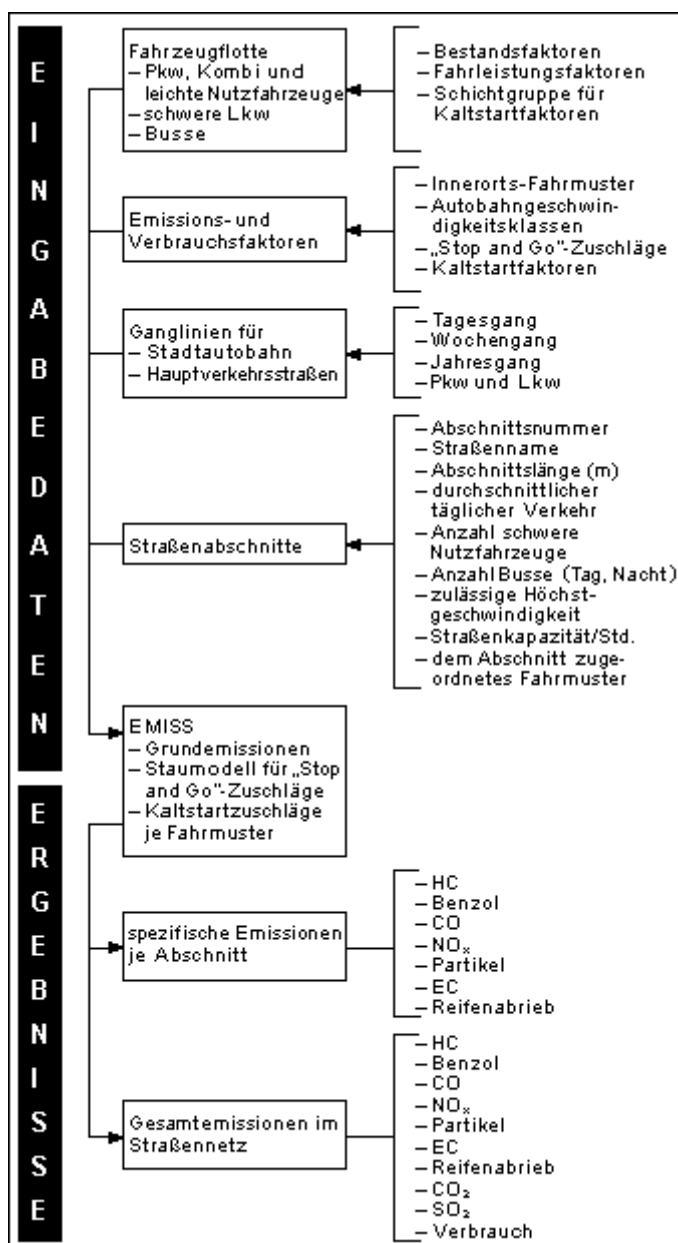 EINGABEDATEN
Fahrzeugflotte
– Pkw, Kombi und
leichte Nutzfahrzeuge
– schwere Lkw
– Busse
– Bestandsfaktoren
– Fahrleistungsfaktoren
– Schichtgruppe für
Kaltstartfaktoren
Emissions- und
Verbrauchsfaktoren
– Innerorts-Fahrmuster
– Autobahngeschwin-
digkeitsklassen
– „Stop and Go"-Zuschläge
– Kaltstartfaktoren
Ganglinien für
– Stadtautobahn
– Hauptverkehrsstraßen
– Tagesgang
– Wochengang
– Jahresgang
– Pkw und Lkw
Straßenabschnitte
– Abschnittsnummer
– Straßenname
– Abschnittslänge (m)
– durchschnittlicher
täglicher Verkehr
– Anzahl schwere
Nutzfahrzeuge
– Anzahl Busse (Tag, Nacht)
– zulässige Höchst-
geschwindigkeit
– Straßenkapazität/Std.
– dem Abschnitt zuge-
ordnetes Fahrmuster
EMISS
– Grundemissionen
– Staumodell für „Stop
and Go"-Zuschläge
– Kaltstartzuschläge
je Fahrmuster
ERGEBNISSE
spezifische Emissionen
je Abschnitt
– HC
– Benzol
– CO
– NOₓ
– Partikel
– EC
– Reifenabrieb
Gesamtemissionen im
Straßennetz
– HC
– Benzol
– CO
– NOₓ
– Partikel
– EC
– Reifenabrieb
– CO₂
– SO₂
– Verbrauch